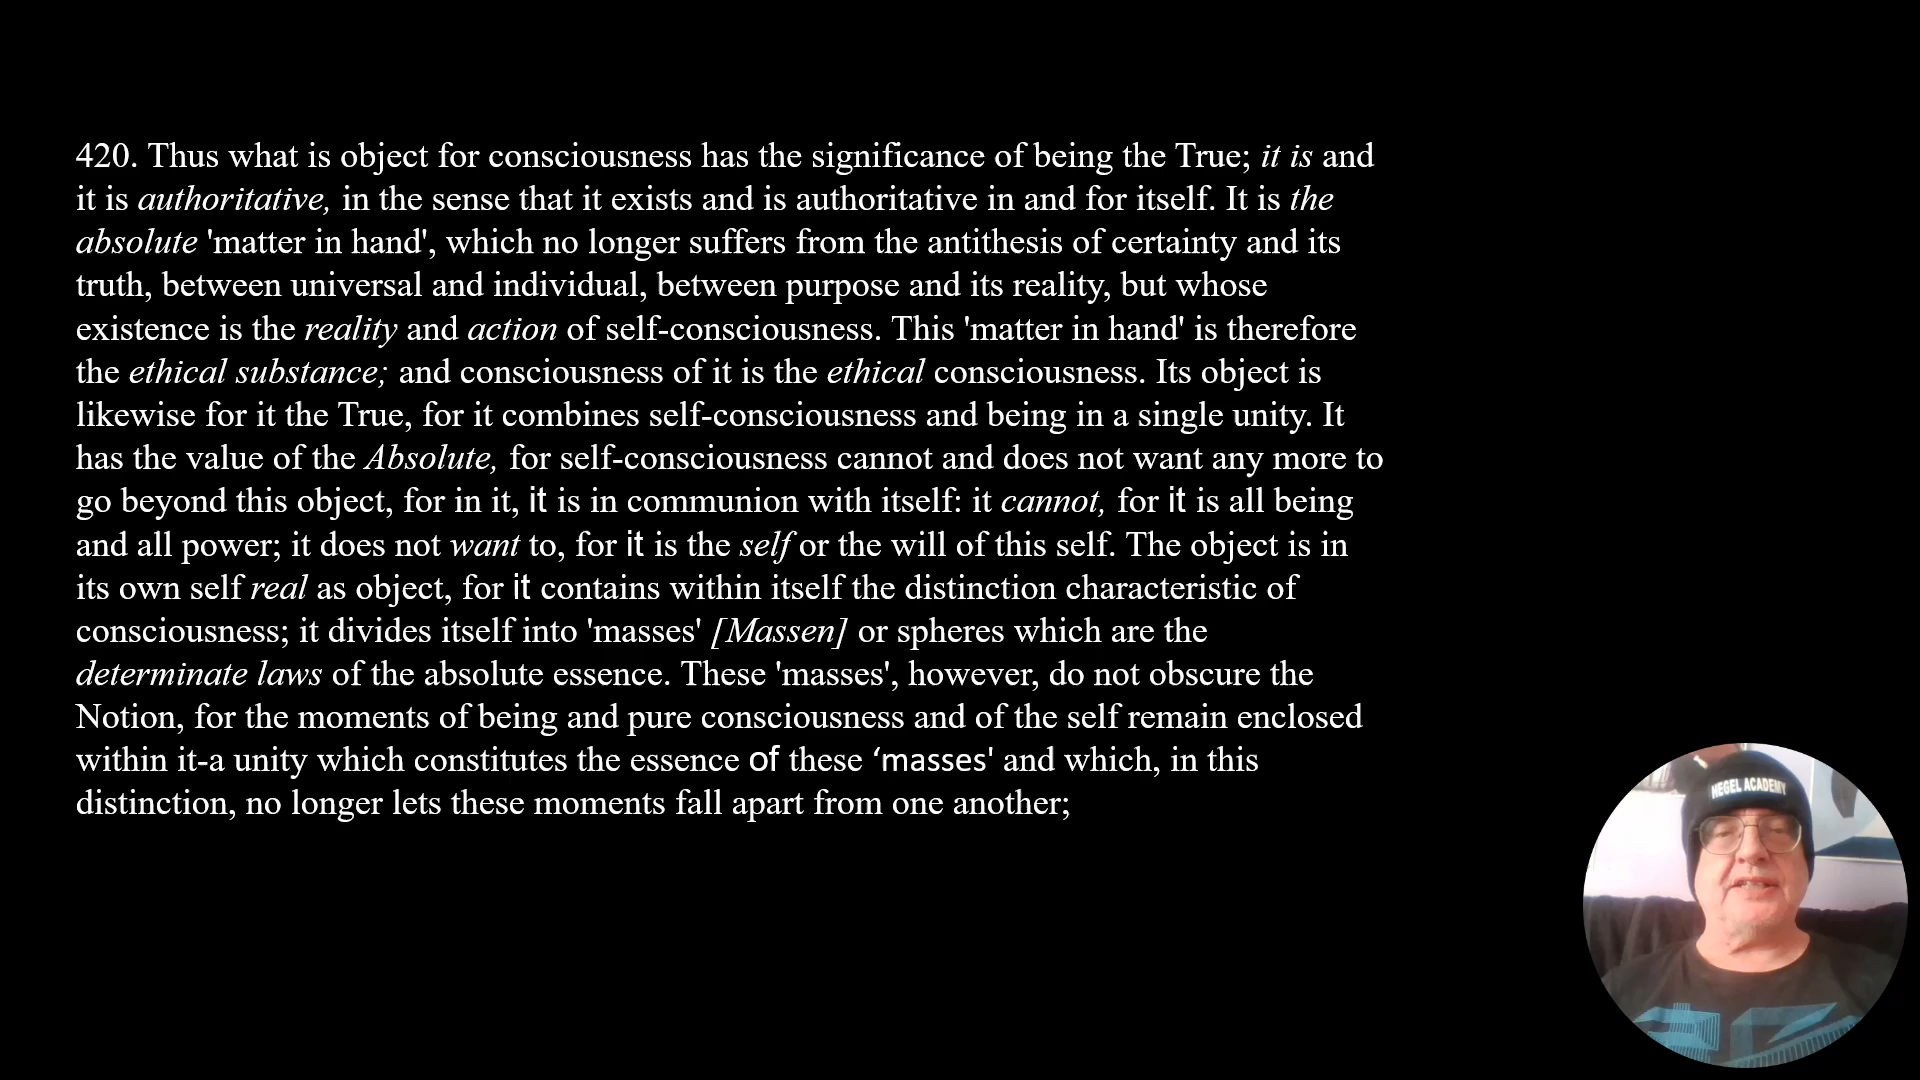 420. Thus what is object for consciousness has the significance of being the True; it is and
it is authoritative, in the sense that it exists and is authoritative in and for itself. It is the
absolute 'matter in hand', which no longer suffers from the antithesis of certainty and its
truth, between universal and individual, between purpose and its reality, but whose
existence is the reality and action of self-consciousness. This 'matter in hand' is therefore
the ethical substance; and consciousness of it is the ethical consciousness. Its object is
likewise for it the True, for it combines self-consciousness and being in a single unity. It
has the value of the Absolute, for self-consciousness cannot and does not want any more to
go beyond this object, for in it, it is in communion with itself: it cannot, for it is all being
and all power; it does not want to, for it is the self or the will of this self. The object is in
its own self real as object, for it contains within itself the distinction characteristic of
consciousness; it divides itself into 'masses' [Massen] or spheres which are the
determinate laws of the absolute essence. These 'masses', however, do not obscure the
Notion, for the moments of being and pure consciousness and of the self remain enclosed
within it-a unity which constitutes the essence of these ‘masses' and which, in this
distinction, no longer lets these moments fall apart from one another;
HEGEL ACADEMY